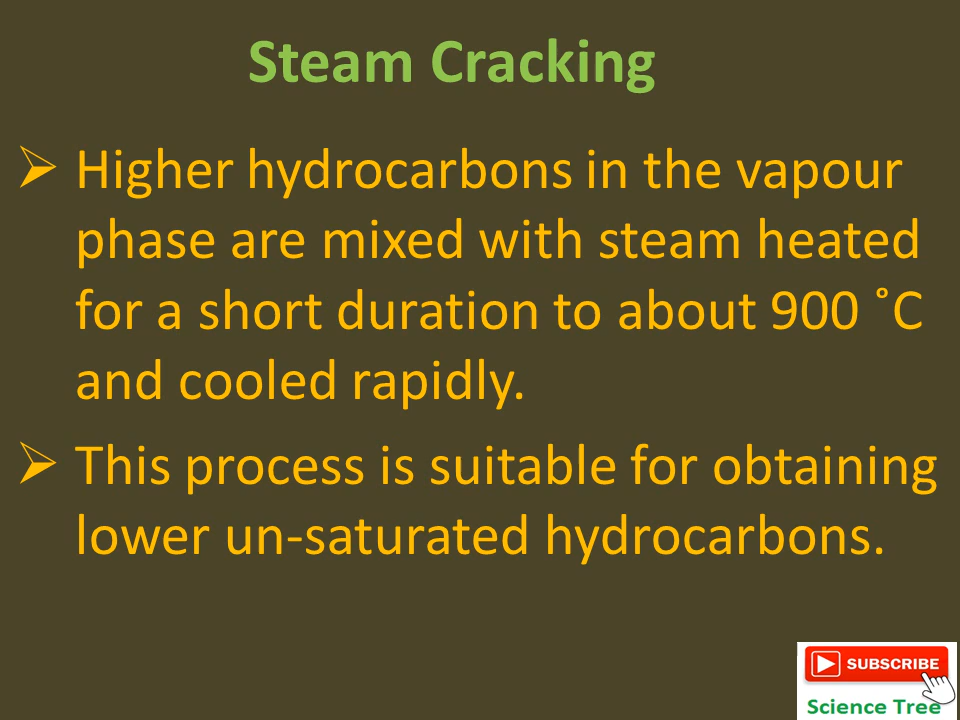 Steam Cracking
Higher hydrocarbons in the vapour
phase are mixed with steam heated
for a short duration to about 900 ˚C
and cooled rapidly.
This process is suitable for obtaining
lower un-saturated hydrocarbons.
SUBSCRIBE
Science Tree